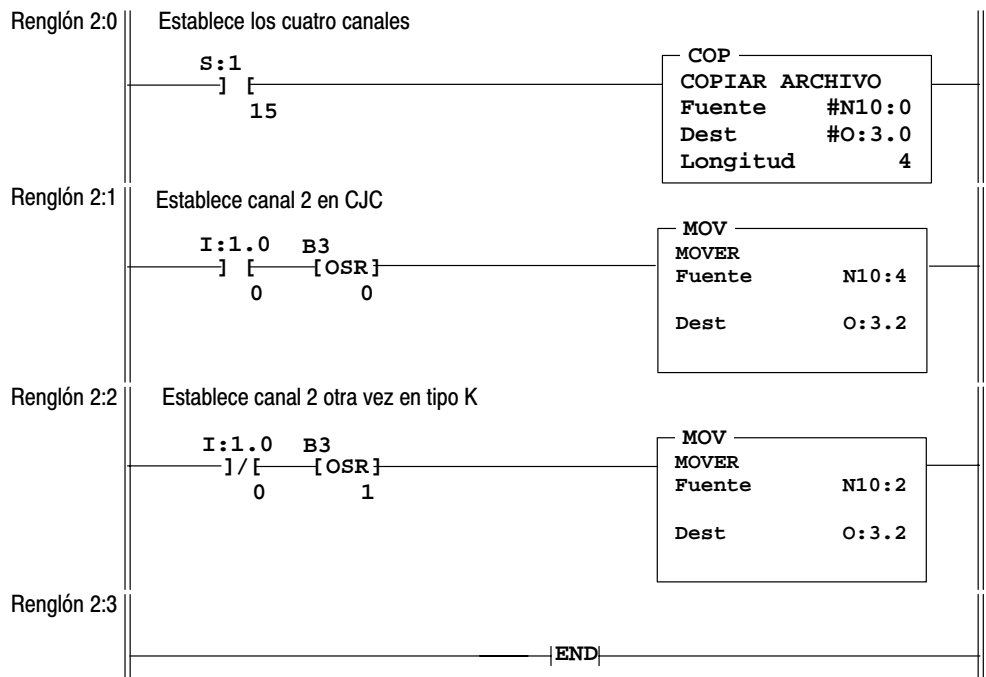 Renglón 2:0 Establece los cuatro canales
S:1
] [
15
COP
COPIAR ARCHIVO
Fuente #N10:0
Dest #O:3.0
Longitud 4
Renglón 2:1 Establece canal 2 en CJC
I:1.0 B3
] [ [OSR]
0 0
MOV
MOVER
Fuente N10:4
Dest O:3.2
Renglón 2:2 Establece canal 2 otra vez en tipo K
I:1.0 B3
]/[ [OSR]
0 1
MOV
MOVER
Fuente N10:2
Dest O:3.2
Renglón 2:3
END